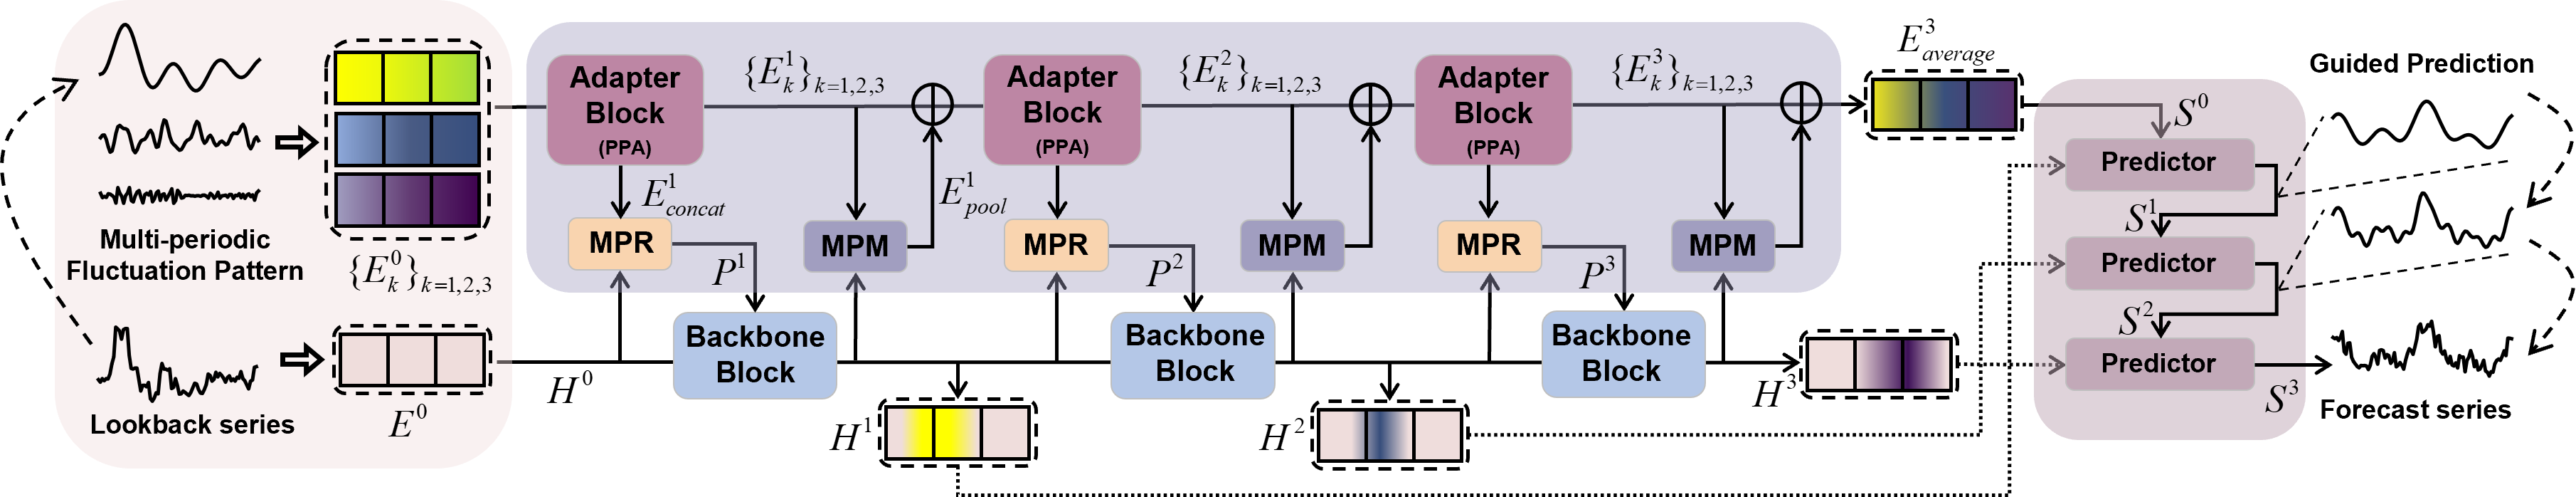 Multi-periodic
Fluctuation Pattern
{E_k^0}_{k=1,2,3}
Lookback series
E^0
H^0
Adapter
Block
(PPA)
{E_k^1}_{k=1,2,3}
E^1_{concat}
MPR
P^1
MPM
E^1_{pool}
Backbone
Block
H^1
Adapter
Block
(PPA)
{E_k^2}_{k=1,2,3}
MPR
P^2
MPM
Backbone
Block
H^2
Adapter
Block
(PPA)
{E_k^3}_{k=1,2,3}
MPR
P^3
MPM
Backbone
Block
H^3
E^3_{average}
S^0
Predictor
S^1
Predictor
S^2
Predictor
S^3
Guided Prediction
Forecast series